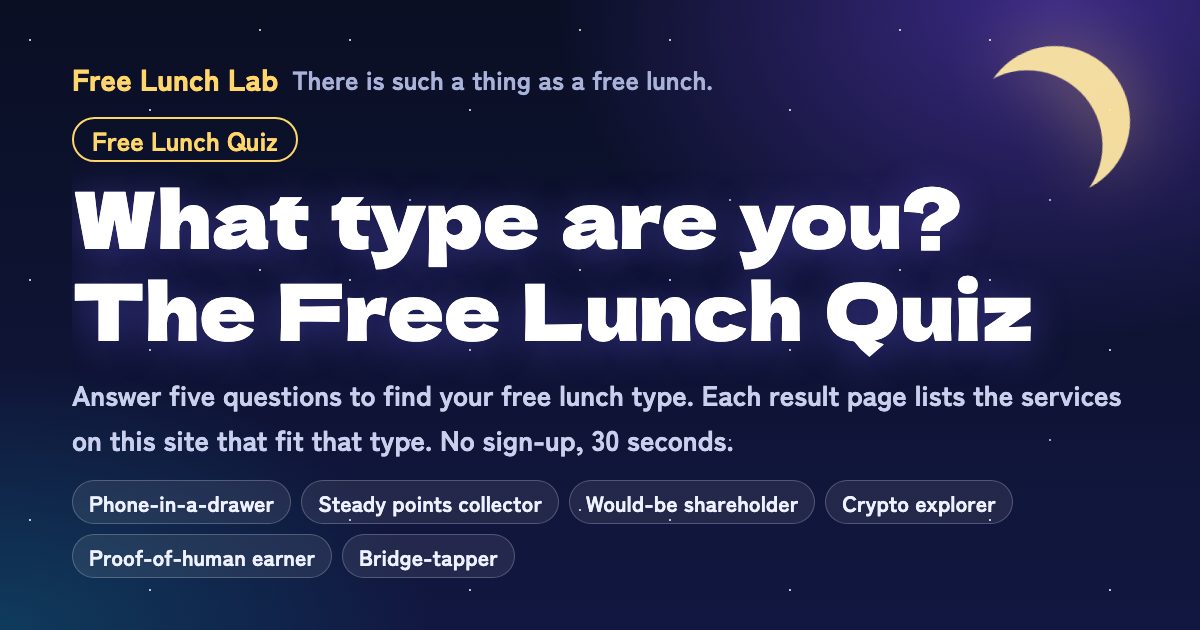 Free Lunch Lab There is such a thing as a free lunch.
Free Lunch Quiz
What type are you?
The Free Lunch Quiz
Answer five questions to find your free lunch type. Each result page lists the services
on this site that fit that type. No sign-up, 30 seconds.
Phone-in-a-drawer Steady points collector Would-be shareholder Crypto explorer
Proof-of-human earner Bridge-tapper